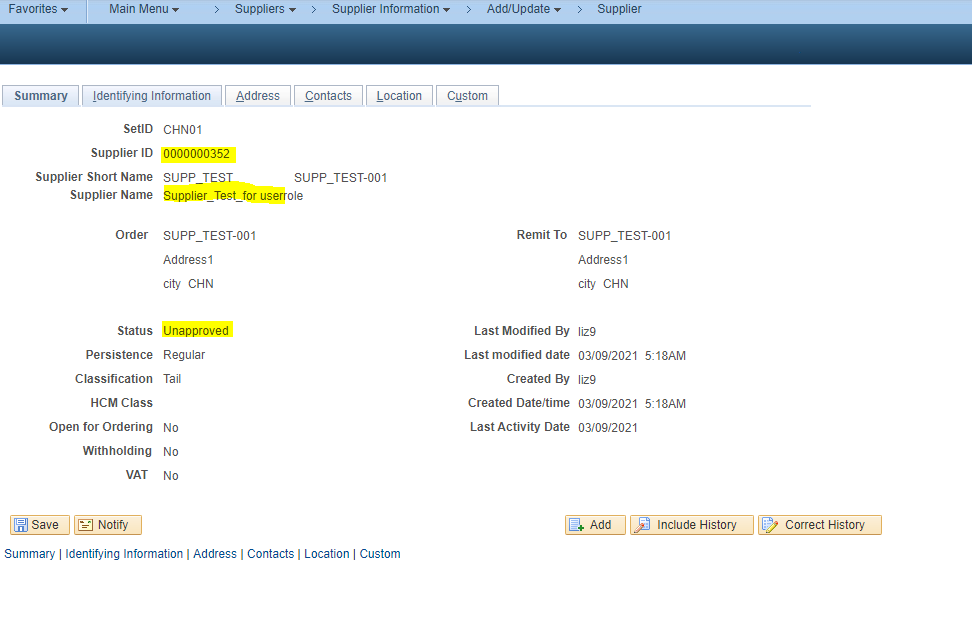 Favorites Main Menu > Suppliers > Supplier Information > Add/Update > Supplier
Summary Identifying Information Address Contacts Location Custom
SetID CHN01
Supplier ID 0000000352
Supplier Short Name SUPP_TEST SUPP_TEST-001
Supplier Name Supplier_Test_for userrole
Order SUPP_TEST-001 Remit To SUPP_TEST-001
Address1 Address1
city CHN city CHN
Status Unapproved Last Modified By liz9
Persistence Regular Last modified date 03/09/2021 5:18AM
Classification Tail Created By liz9
HCM Class Created Date/time 03/09/2021 5:18AM
Open for Ordering No Last Activity Date 03/09/2021
Withholding No
VAT No
Save Notify Add Include History Correct History
Summary | Identifying Information | Address | Contacts | Location | Custom